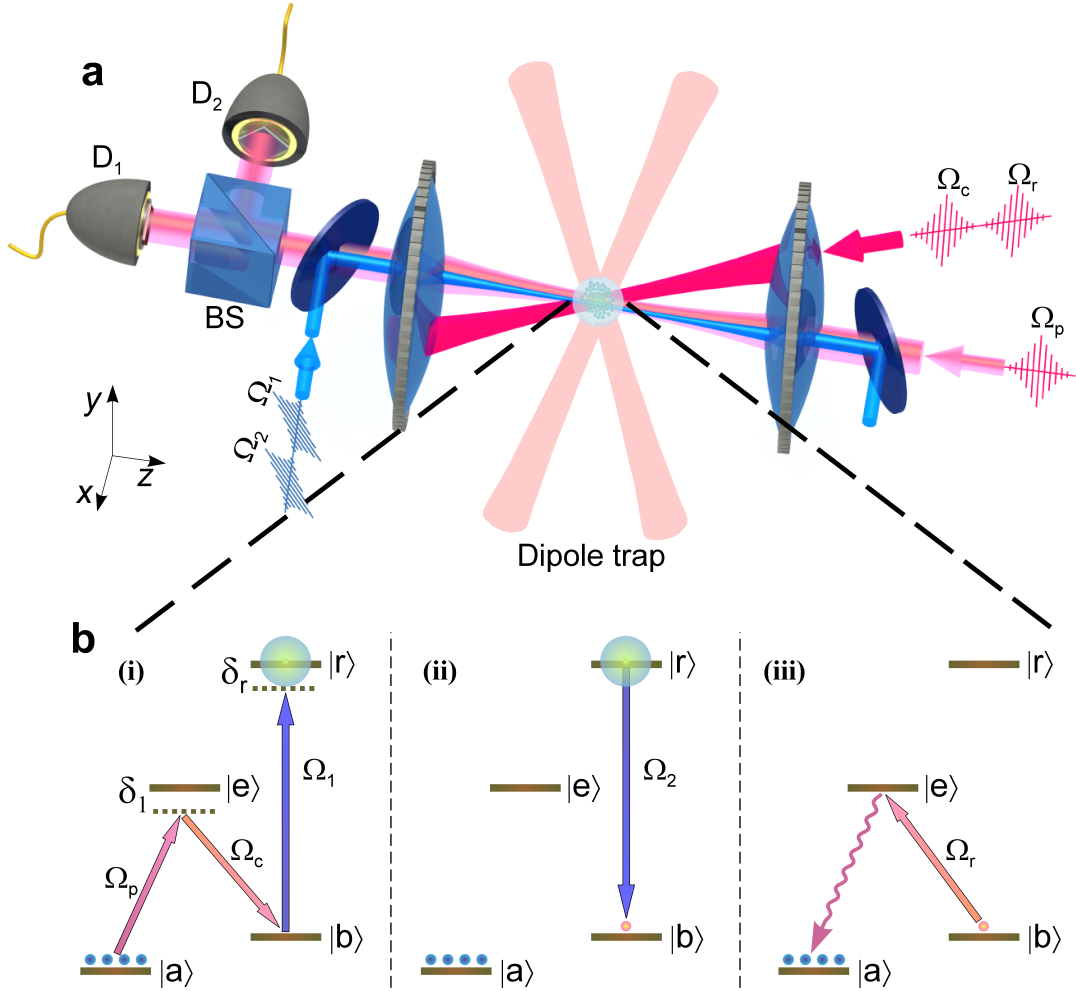 a
D2
D1
BS
Ωc
Ωr
Ωp
Ω1
Ω2
y
z
x
Dipole trap
b
(i)
δr
|r⟩
Ω1
δ1
|e⟩
Ωp
Ωc
|b⟩
|a⟩
(ii)
|r⟩
|e⟩
Ω2
|b⟩
|a⟩
(iii)
|r⟩
|e⟩
Ωr
|b⟩
|a⟩